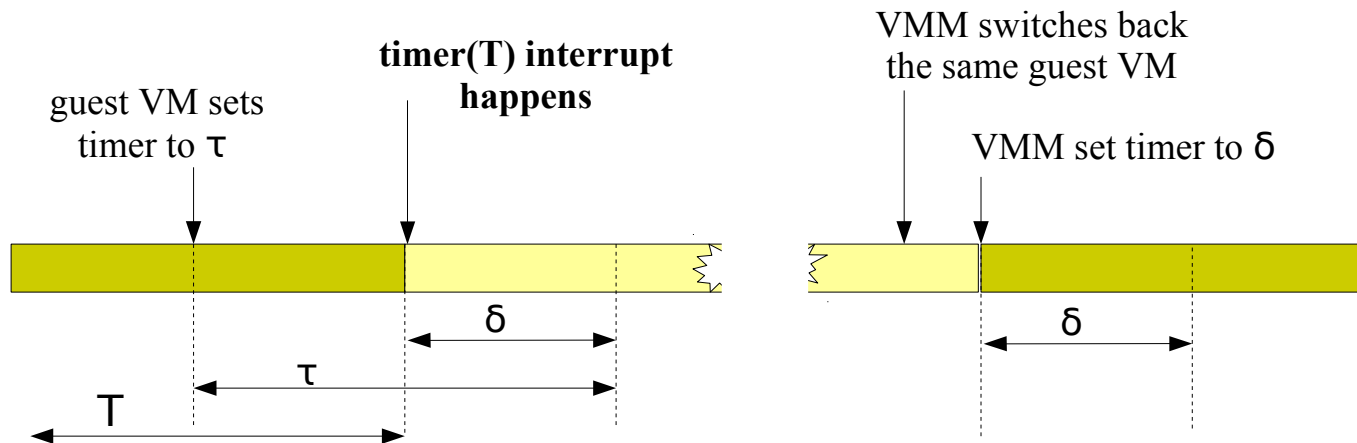 VMM switches back
the same guest VM
timer(T) interrupt
happens
guest VM sets
timer to τ
VMM set timer to δ
δ
δ
τ
T